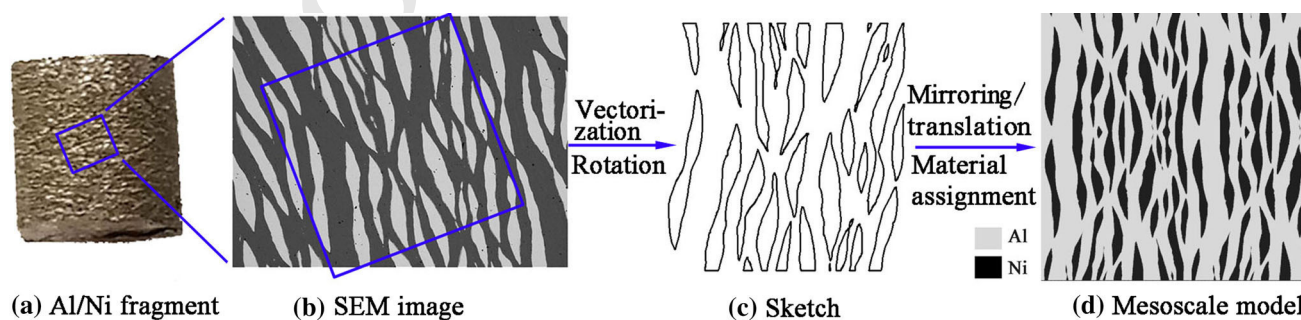 Vectori-
zation
Rotation
Mirroring/
translation
Material
assignment
Al
Ni
(a) Al/Ni fragment
(b) SEM image
(c) Sketch
(d) Mesoscale model